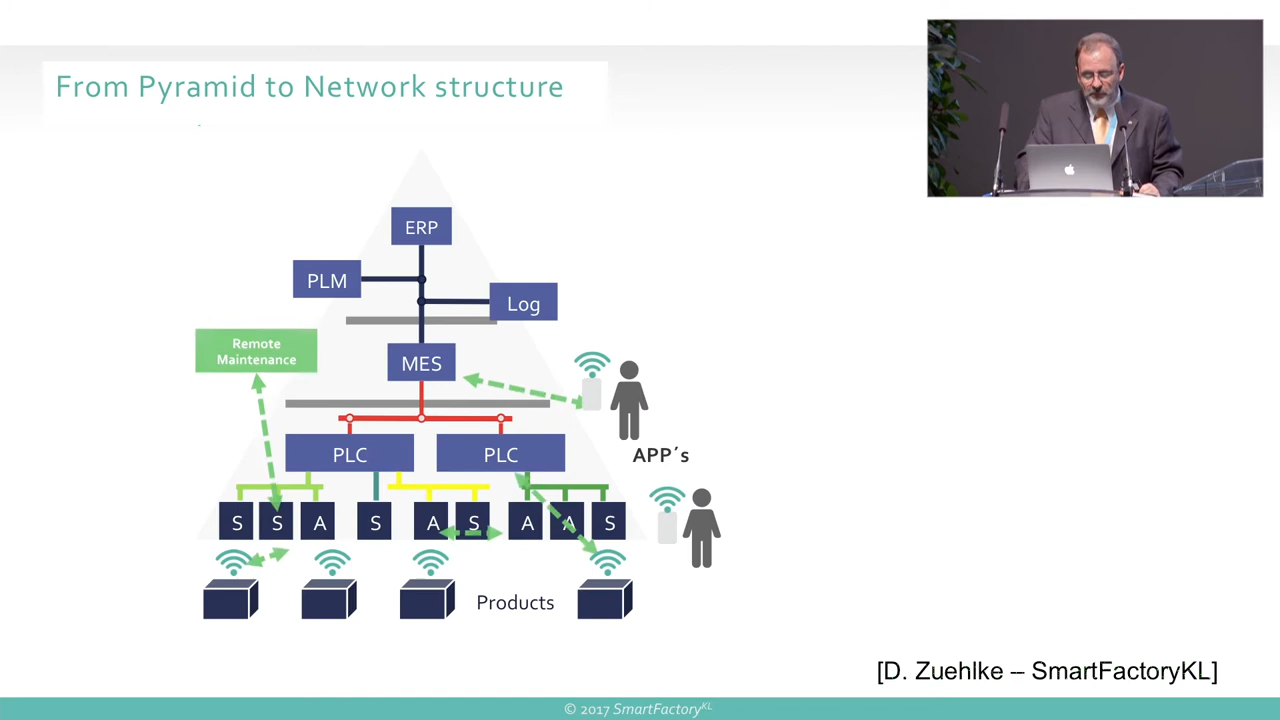 From Pyramid to Network structure
ERP
PLM
Log
Remote
Maintenance
MES
PLC
PLC
APP´s
S
S
A
S
A
S
A
A
S
Products
[D. Zuehlke – SmartFactoryKL]
© 2017 SmartFactoryKL